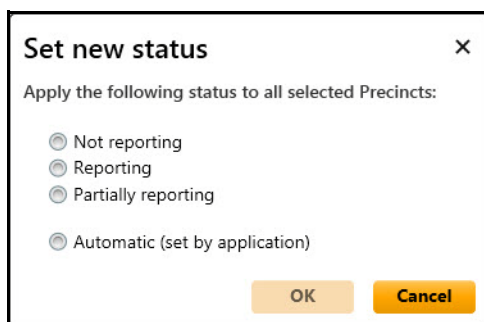 Set new status
Apply the following status to all selected Precincts:
Not reporting
Reporting
Partially reporting
Automatic (set by application)
OK Cancel